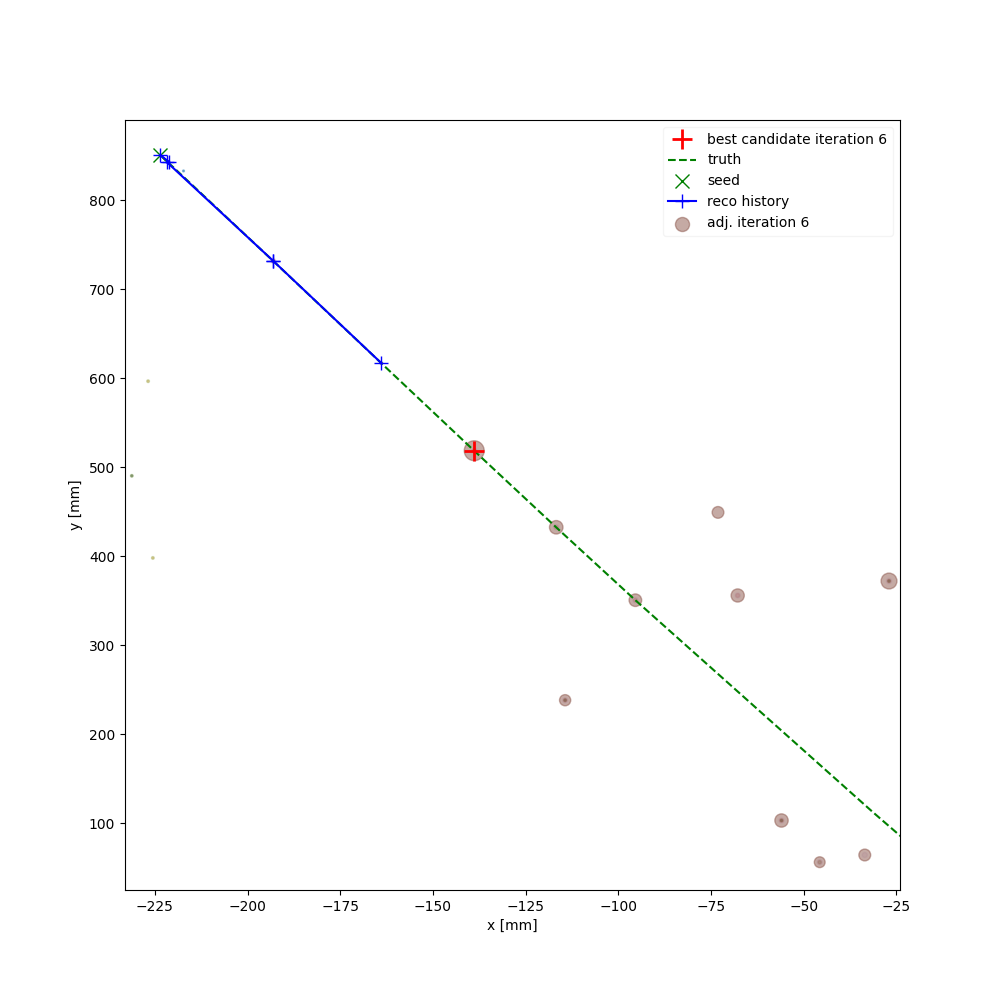 best candidate iteration 6
truth
seed
reco history
adj. iteration 6
800
700
600
500
400
300
200
100
y [mm]
−225 −200 −175 −150 −125 −100 −75 −50 −25
x [mm]